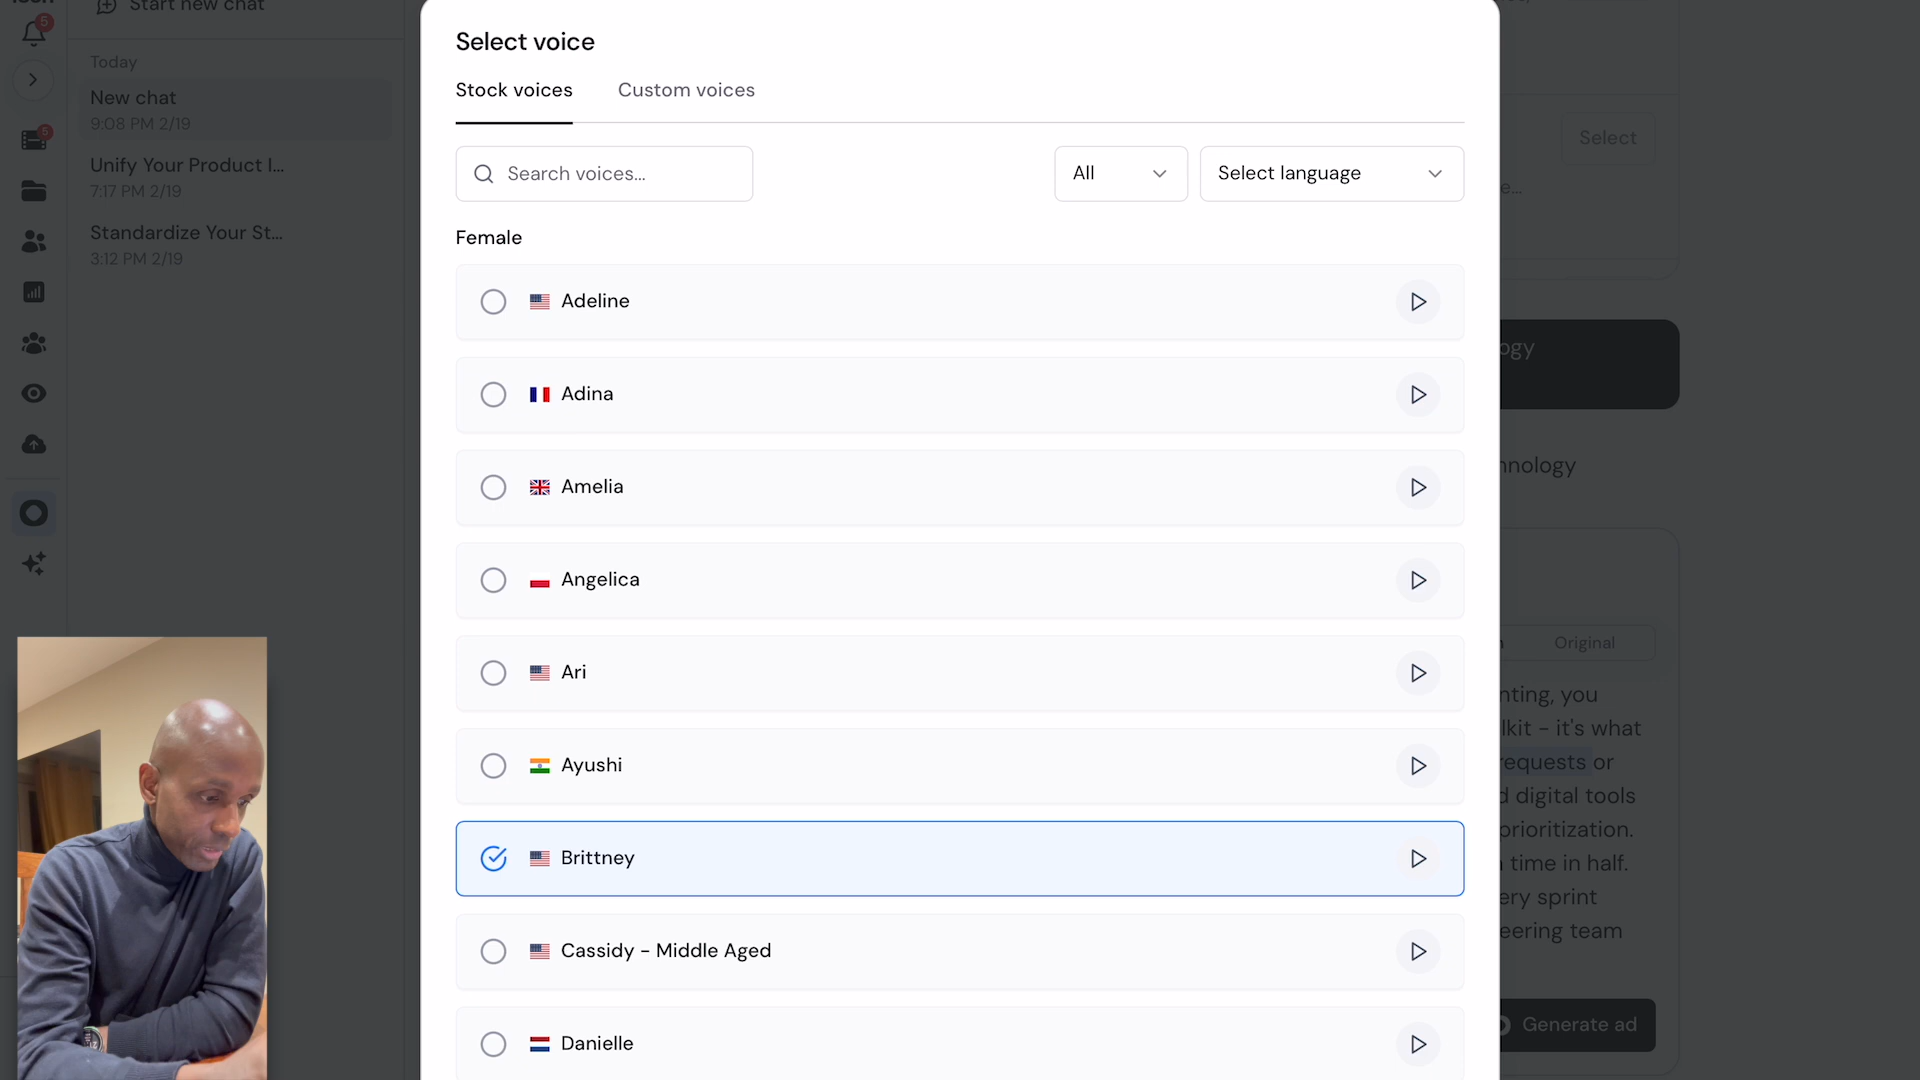 5
Start new chat
Today
New chat
9:08 PM 2/19
5
Unify Your Product I...
7:17 PM 2/19
Standardize Your St...
3:12 PM 2/19
Select voice
Stock voices
Custom voices
Search voices...
All
Select language
Female
Adeline
Adina
Amelia
Angelica
Ari
Ayushi
Brittney
Cassidy - Middle Aged
Danielle
Select
e...
ogy
nnology
Original
nting, you
lkit - it's what
requests or
d digital tools
prioritization.
time in half.
ery sprint
eering team
Generate ad